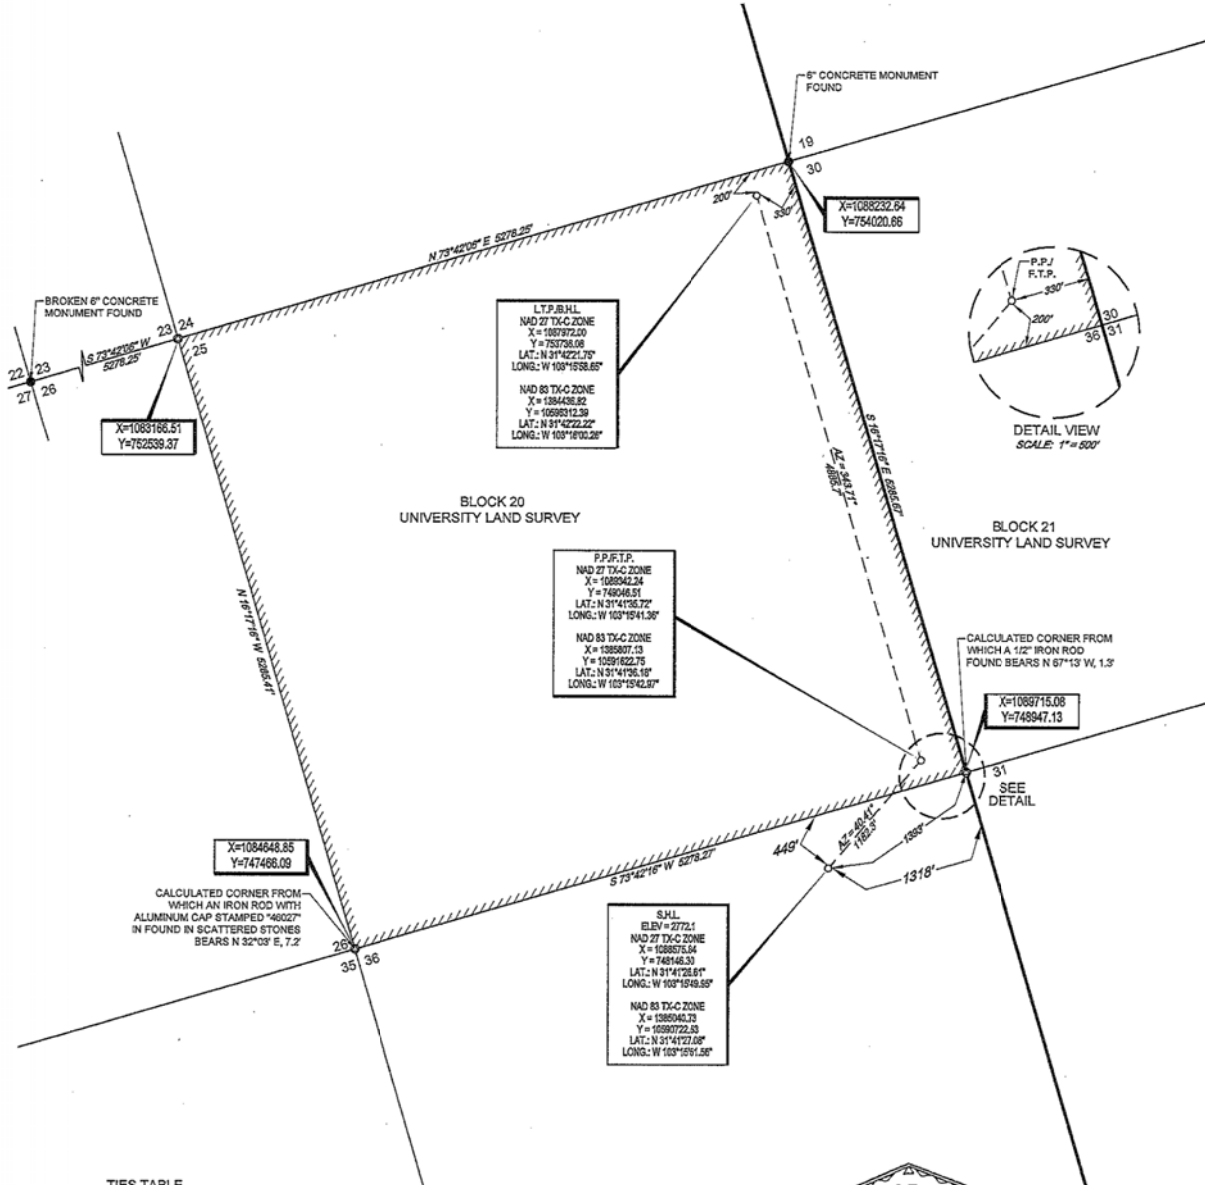 6" CONCRETE MONUMENT
FOUND
19
30
200'
330'
X=1088232.64
Y=754020.66
N 73°42'05" E 5278.25'
BROKEN 6" CONCRETE
MONUMENT FOUND
23 24
25
S 73°42'05" W
5278.25'
22 23
27 26
X=1083166.51
Y=752539.37
L.T.P./B.H.L.
NAD 27 TX-C ZONE
X = 1087972.00
Y = 753736.08
LAT.: N 31°42'21.75"
LONG.: W 103°15'58.65"
NAD 83 TX-C ZONE
X = 1384436.82
Y = 10596312.39
LAT.: N 31°42'22.22"
LONG.: W 103°16'00.26"
P.P./
F.T.P.
330'
200'
30
36 31
DETAIL VIEW
SCALE: 1" = 500'
S 16°17'16" E 5285.67'
AZ = 343.71°
4885.7'
BLOCK 20
UNIVERSITY LAND SURVEY
BLOCK 21
UNIVERSITY LAND SURVEY
P.P./F.T.P.
NAD 27 TX-C ZONE
X = 1089342.24
Y = 749046.51
LAT.: N 31°41'35.72"
LONG.: W 103°15'41.36"
NAD 83 TX-C ZONE
X = 1385807.13
Y = 10591622.75
LAT.: N 31°41'36.18"
LONG.: W 103°15'42.97"
N 16°17'16" W 5285.41'
CALCULATED CORNER FROM
WHICH A 1/2" IRON ROD
FOUND BEARS N 67°13' W, 1.3'
X=1089715.08
Y=748947.13
31
SEE
DETAIL
AZ = 40.41°
1182.3'
449'
1393'
1318'
S 73°42'16" W 5278.27'
X=1084648.85
Y=747466.09
CALCULATED CORNER FROM
WHICH AN IRON ROD WITH
ALUMINUM CAP STAMPED "46027"
IN FOUND IN SCATTERED STONES
BEARS N 32°03' E, 7.2'
26
35 36
S.H.L.
ELEV = 2772.1
NAD 27 TX-C ZONE
X = 1088575.84
Y = 748146.30
LAT.: N 31°41'26.61"
LONG.: W 103°15'49.95"
NAD 83 TX-C ZONE
X = 1385040.73
Y = 10590722.53
LAT.: N 31°41'27.08"
LONG.: W 103°15'51.56"
TIES TABLE